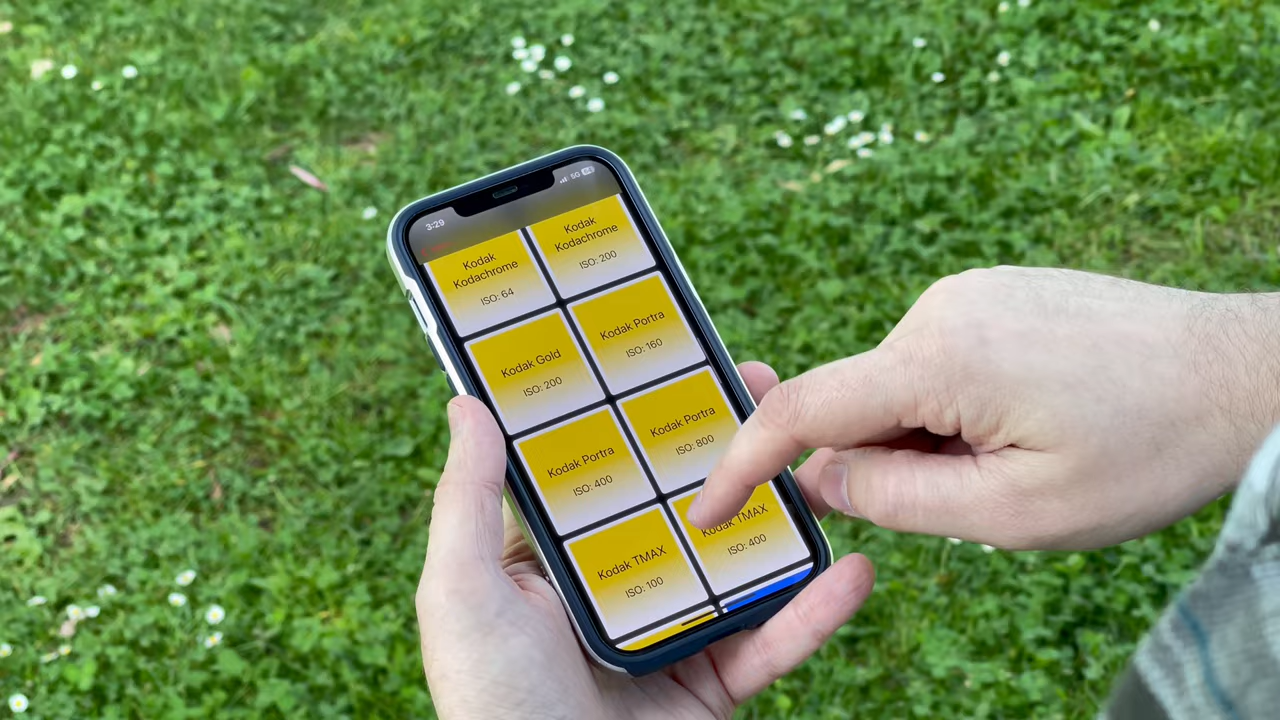 3:29
5G
Kodak
Kodachrome
ISO: 64
Kodak
Kodachrome
ISO: 200
Kodak Gold
ISO: 200
Kodak Portra
ISO: 160
Kodak Portra
ISO: 400
Kodak Portra
ISO: 800
Kodak TMAX
ISO: 100
Kodak TMAX
ISO: 400